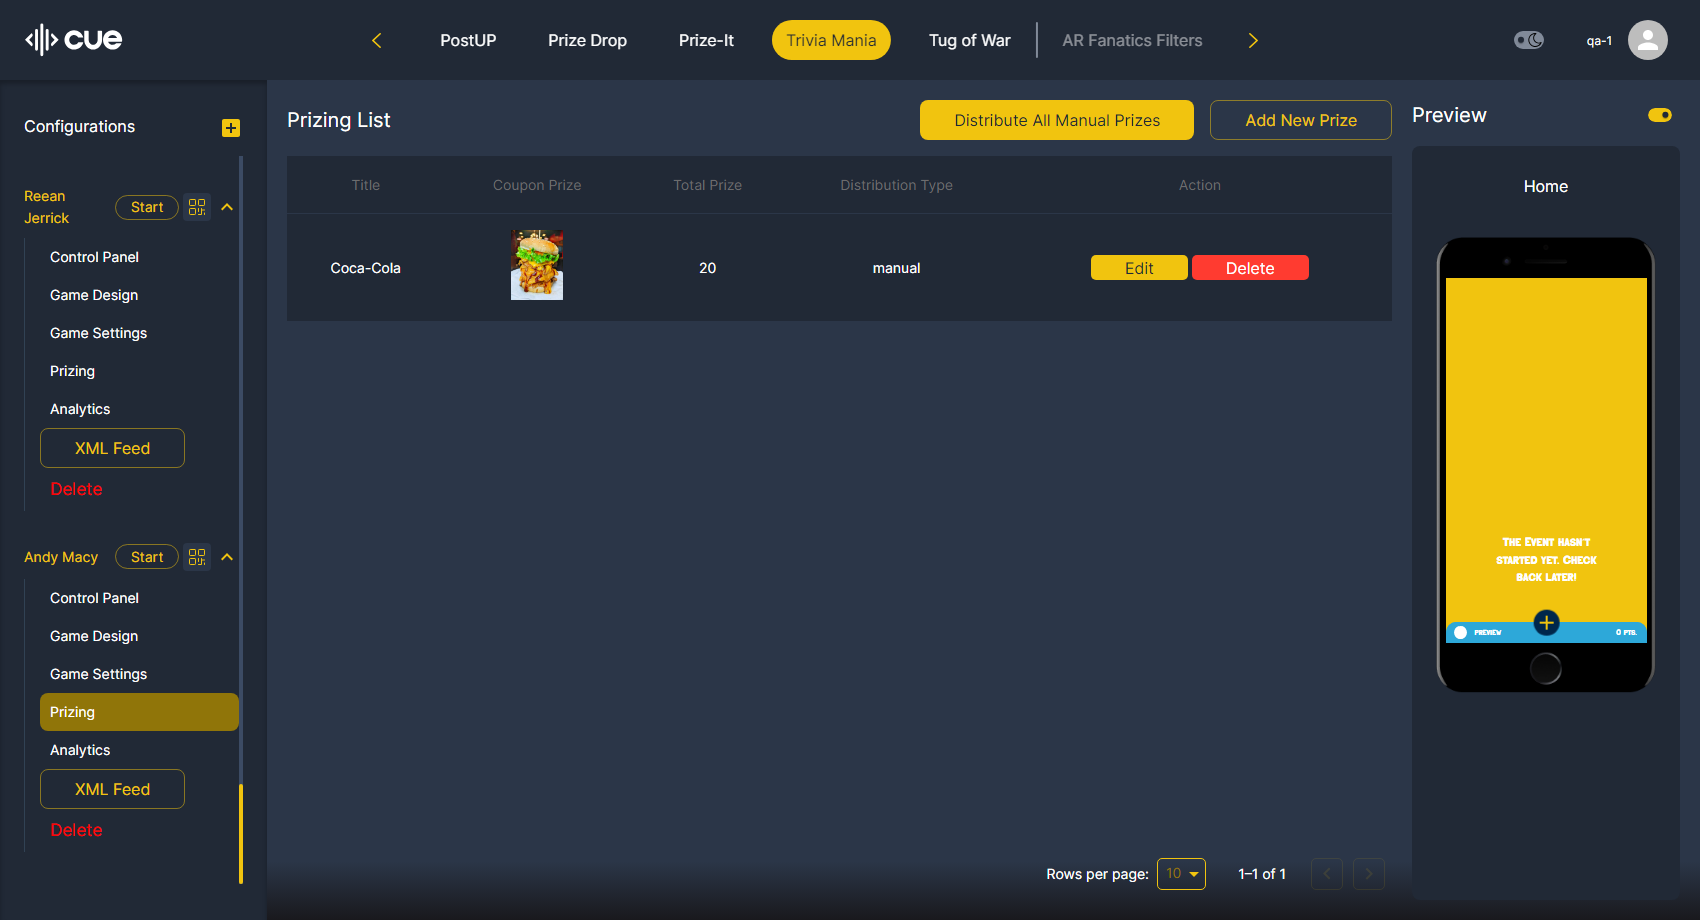 cue
PostUP
Prize Drop
Prize-It
Trivia Mania
Tug of War
AR Fanatics Filters
qa-1
Configurations
Reean
Jerrick
Start
Control Panel
Game Design
Game Settings
Prizing
Analytics
XML Feed
Delete
Andy Macy
Start
Control Panel
Game Design
Game Settings
Prizing
Analytics
XML Feed
Delete
Prizing List
Distribute All Manual Prizes
Add New Prize
Title
Coupon Prize
Total Prize
Distribution Type
Action
Coca-Cola
20
manual
Edit
Delete
Rows per page:
10
1–1 of 1
Preview
Home
The Event hasn't
started yet. Check
back later!
PREVIEW
0 PTS.